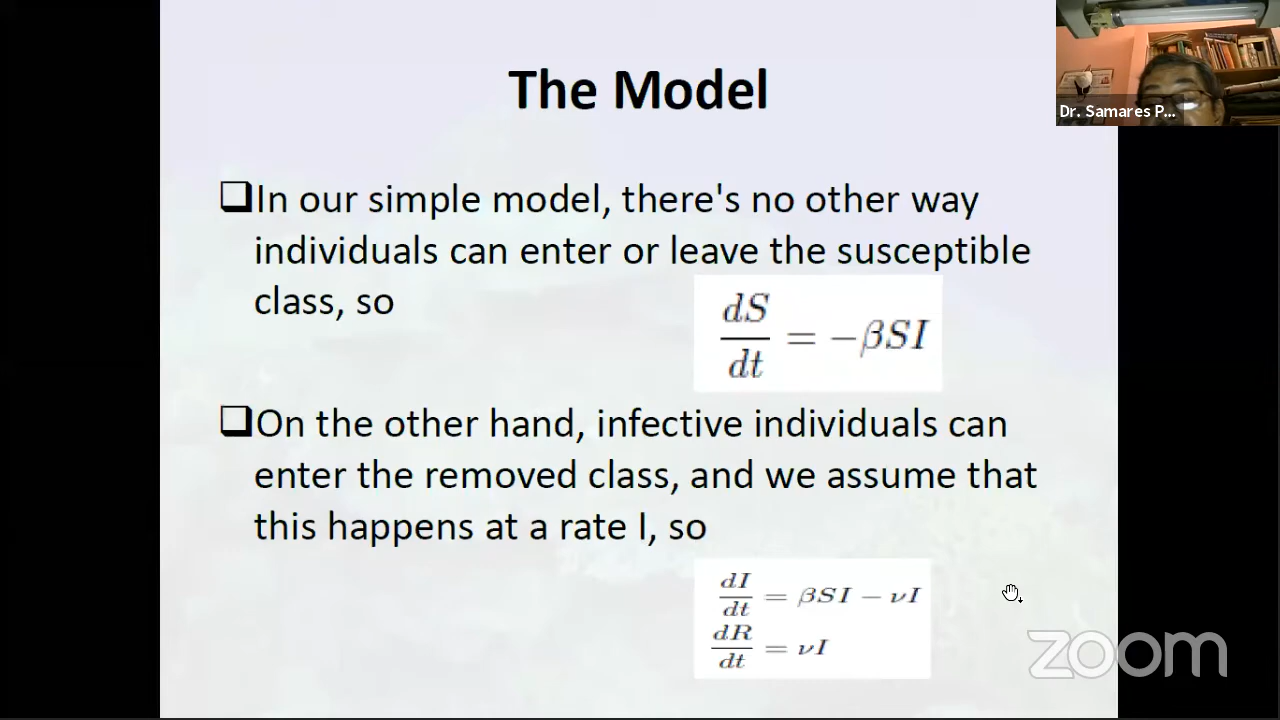 The Model
Dr. Samares P...
❑In our simple model, there's no other way
individuals can enter or leave the susceptible
class, so
dS/dt = −βSI
❑On the other hand, infective individuals can
enter the removed class, and we assume that
this happens at a rate I, so
dI/dt = βSI − νI
dR/dt = νI
zoom